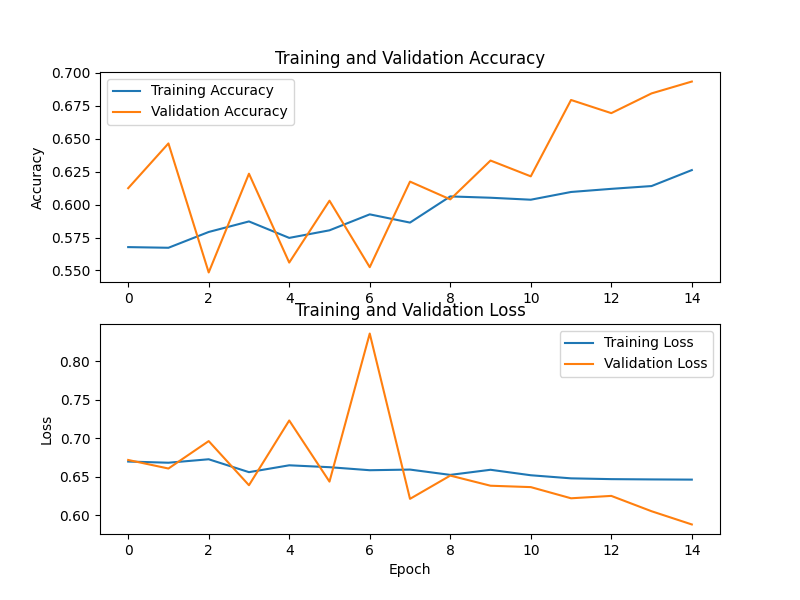 Training and Validation Accuracy
Training Accuracy
Validation Accuracy
Accuracy
0.700
0.675
0.650
0.625
0.600
0.575
0.550
0 2 4 6 8 10 12 14
Training and Validation Loss
Training Loss
Validation Loss
Loss
0.80
0.75
0.70
0.65
0.60
0 2 4 6 8 10 12 14
Epoch